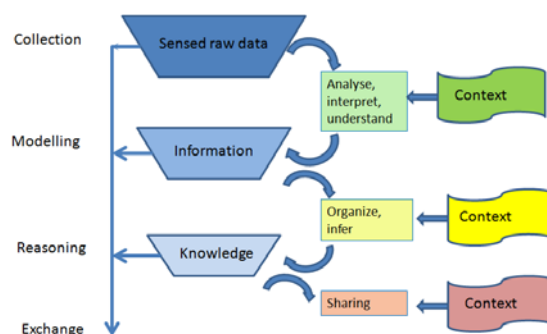 Collection
Sensed raw data
Analyse,
interpret,
understand
Context
Modelling
Information
Organize,
infer
Context
Reasoning
Knowledge
Sharing
Context
Exchange